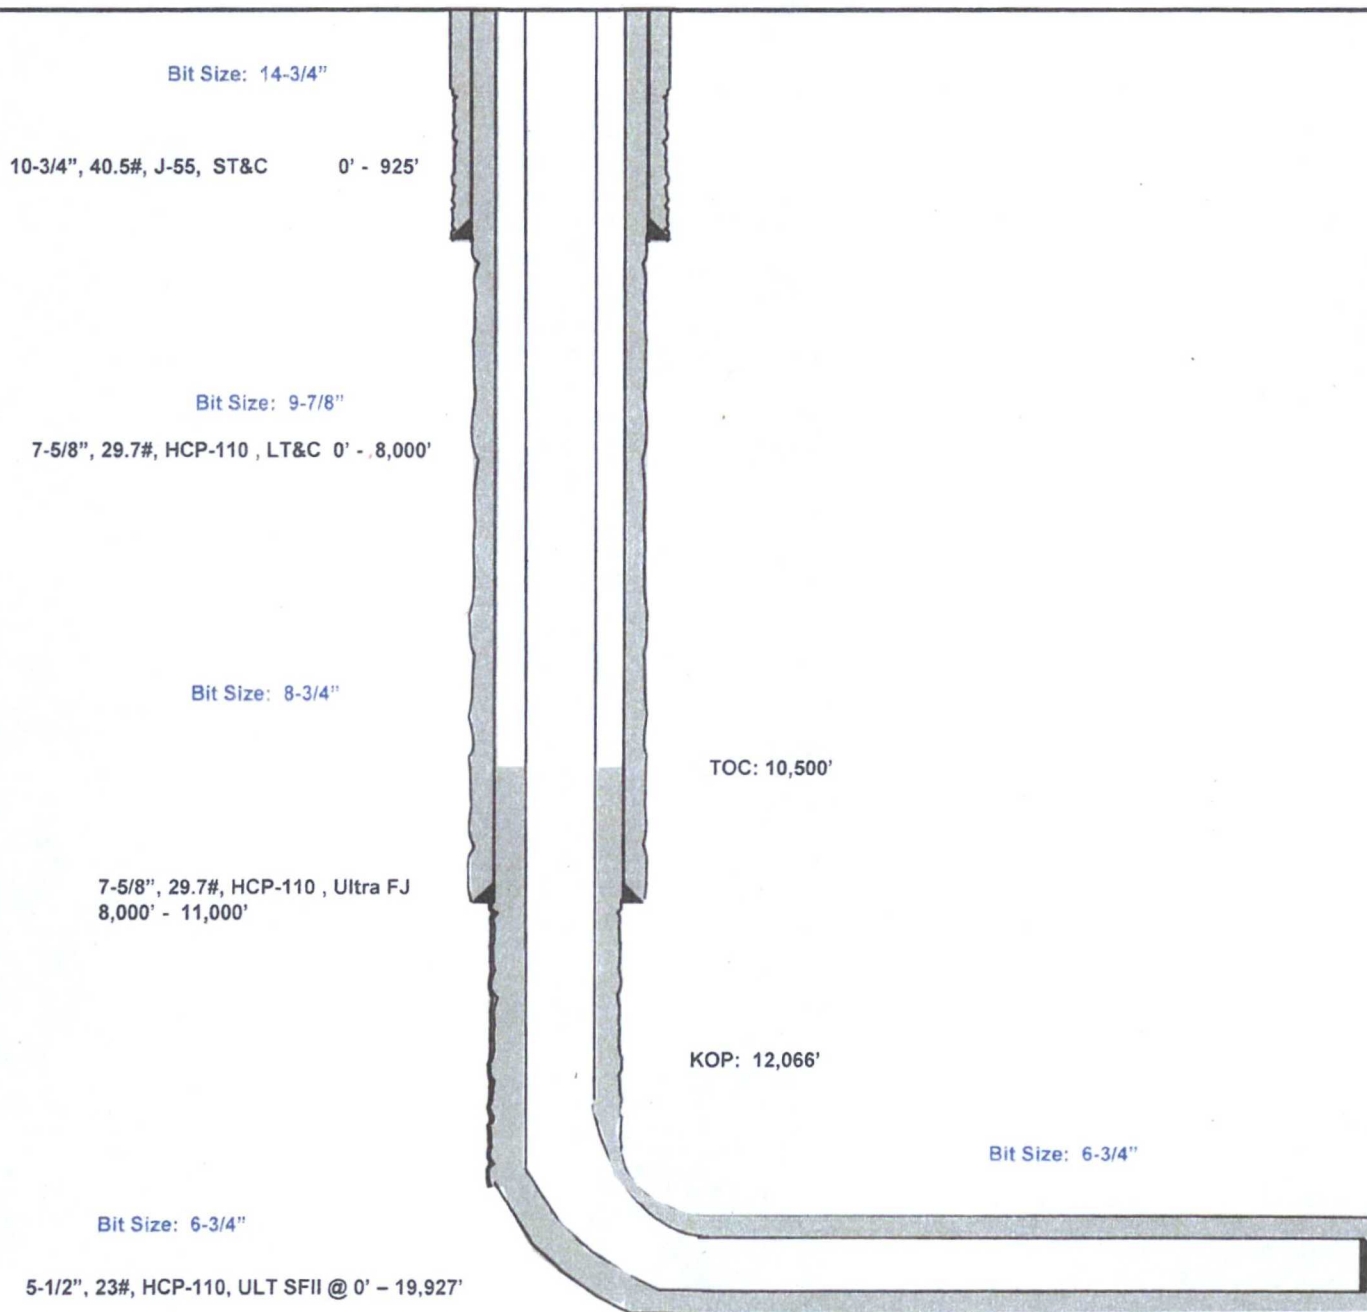 Bit Size: 14-3/4”
10-3/4”, 40.5#, J-55, ST&C 0’ - 925’
Bit Size: 9-7/8”
7-5/8”, 29.7#, HCP-110 , LT&C 0’ - 8,000’
Bit Size: 8-3/4”
TOC: 10,500’
7-5/8”, 29.7#, HCP-110 , Ultra FJ
8,000’ - 11,000’
KOP: 12,066’
Bit Size: 6-3/4”
Bit Size: 6-3/4”
5-1/2”, 23#, HCP-110, ULT SFII @ 0’ – 19,927’